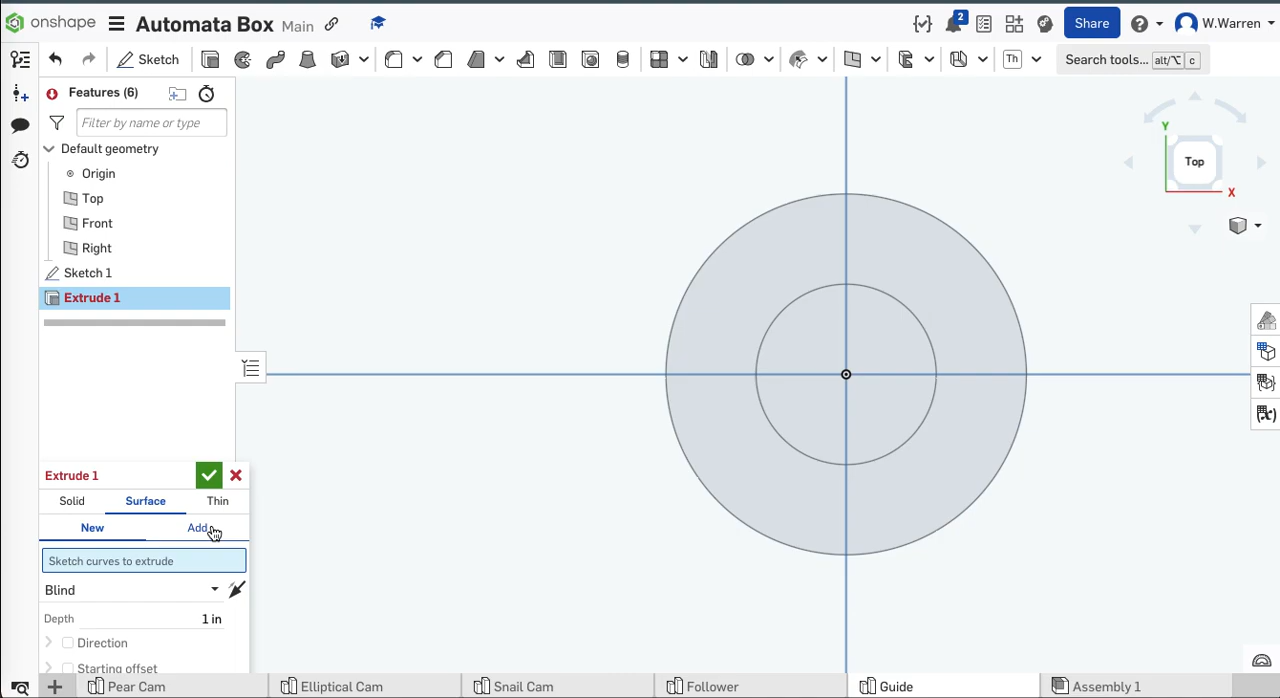 onshape Automata Box Main 2 Share W.Warren
Sketch Th Search tools... alt/⌥ c
Features (6)
Filter by name or type
Default geometry
Origin
Top
Front
Right
Sketch 1
Extrude 1
Y
Top
X
(x)
Extrude 1
Solid Surface Thin
New Add
Sketch curves to extrude
Blind
Depth 1 in
Direction
Starting offset
Pear Cam Elliptical Cam Snail Cam Follower Guide Assembly 1